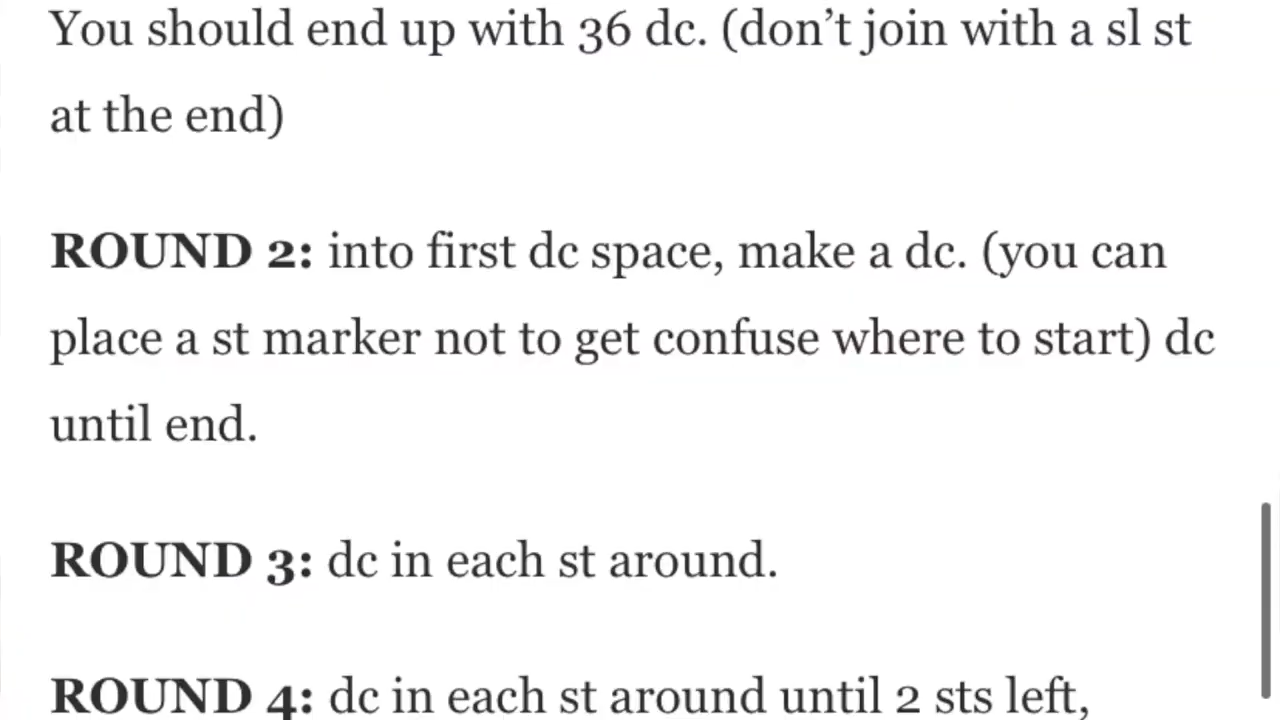 You should end up with 36 dc. (don’t join with a sl st
at the end)
ROUND 2: into first dc space, make a dc. (you can
place a st marker not to get confuse where to start) dc
until end.
ROUND 3: dc in each st around.
ROUND 4: dc in each st around until 2 sts left,